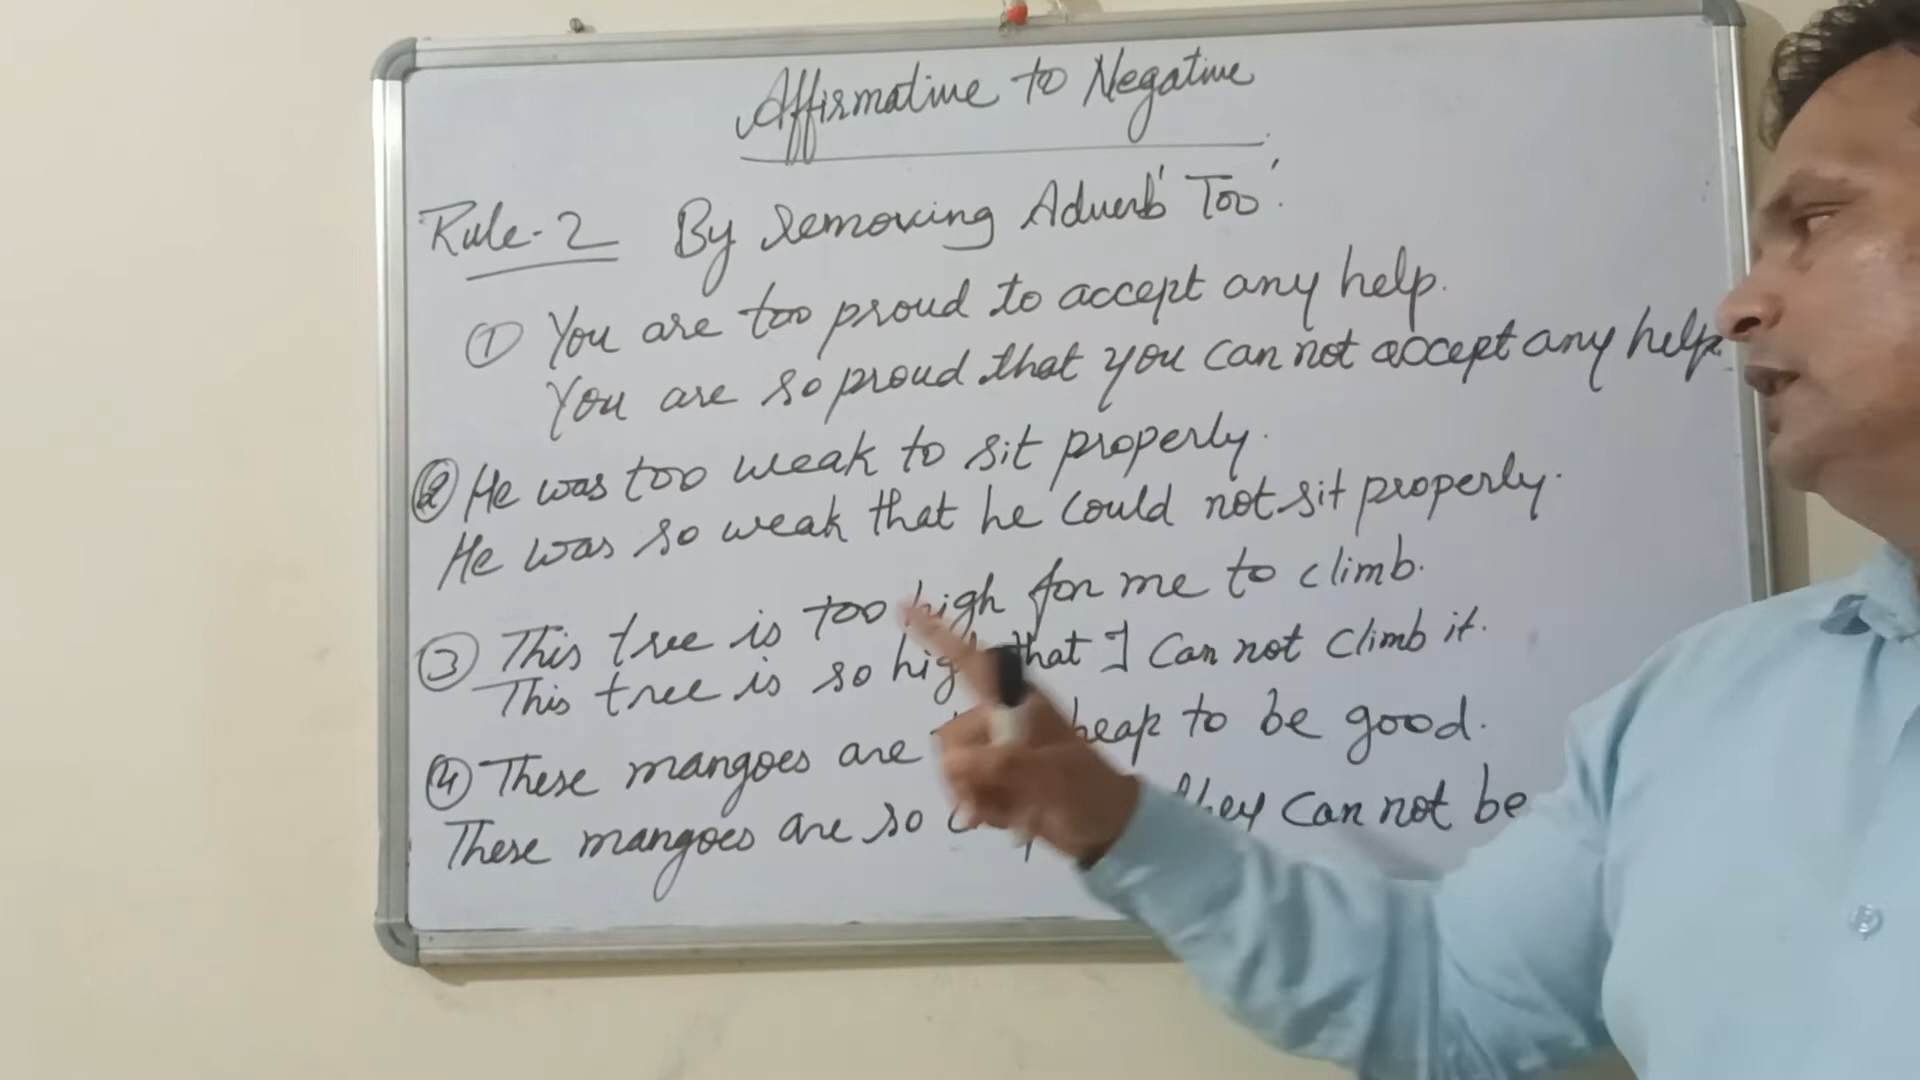 Affirmative to Negative
Rule-2 By removing Adverb 'Too'.
① You are too proud to accept any help.
You are so proud that you can not accept any help.
② He was too weak to sit properly.
He was so weak that he could not sit properly.
③ This tree is too high for me to climb.
This tree is so high that I can not climb it.
④ These mangoes are to be good.
These mangoes are so they can not be